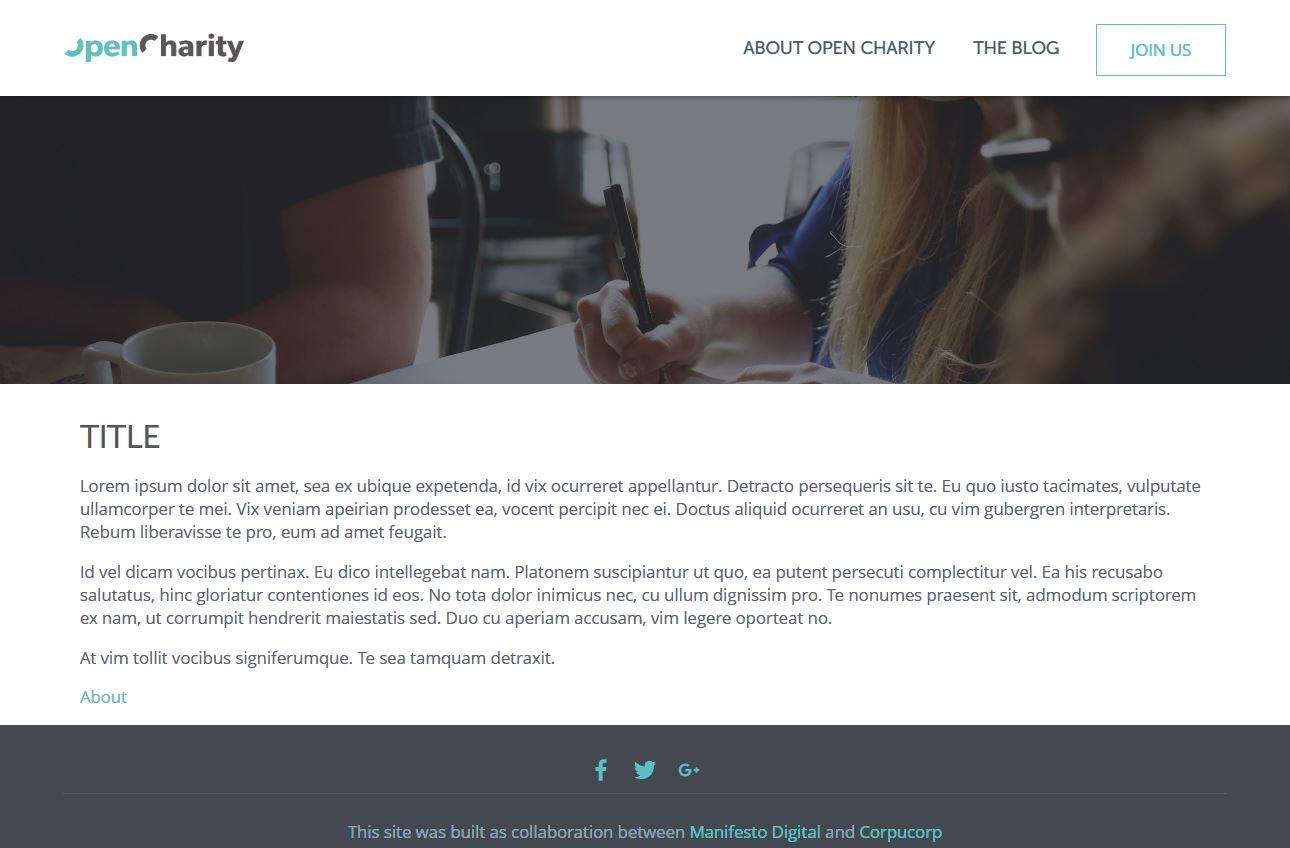 OpenCharity
ABOUT OPEN CHARITY
THE BLOG
JOIN US
TITLE
Lorem ipsum dolor sit amet, sea ex ubique expetenda, id vix ocurreret appellantur. Detracto persequeris sit te. Eu quo iusto tacimates, vulputate
ullamcorper te mei. Vix veniam apeirian prodesset ea, vocent percipit nec ei. Doctus aliquid ocurreret an usu, cu vim gubergren interpretaris.
Rebum liberavisse te pro, eum ad amet feugait.
Id vel dicam vocibus pertinax. Eu dico intellegebat nam. Platonem suscipiantur ut quo, ea putent persecuti complectitur vel. Ea his recusabo
salutatus, hinc gloriatur contentiones id eos. No tota dolor inimicus nec, cu ullum dignissim pro. Te nonumes praesent sit, admodum scriptorem
ex nam, ut corrumpit hendrerit maiestatis sed. Duo cu aperiam accusam, vim legere oporteat no.
At vim tollit vocibus signiferumque. Te sea tamquam detraxit.
About
G+
This site was built as collaboration between Manifesto Digital and Corpucorp